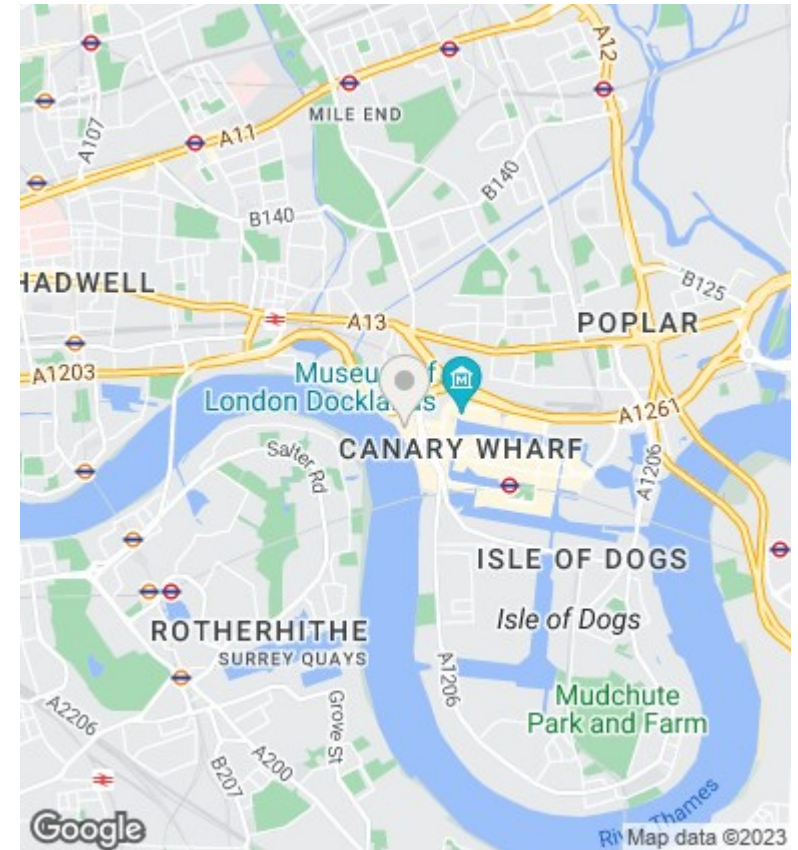 A12
MILE END
A107
A11
B140
B140
HADWELL
B125
A13
POPLAR
A1203
Museu of
London Docklands
A1261
CANARY WHARF
Salter Rd
A1206
ISLE OF DOGS
Isle of Dogs
ROTHERHITHE
SURREY QUAYS
A1206
Mudchute
Park and Farm
A2206
Grove St
A200
B207
River Thames
Google
Map data ©2023